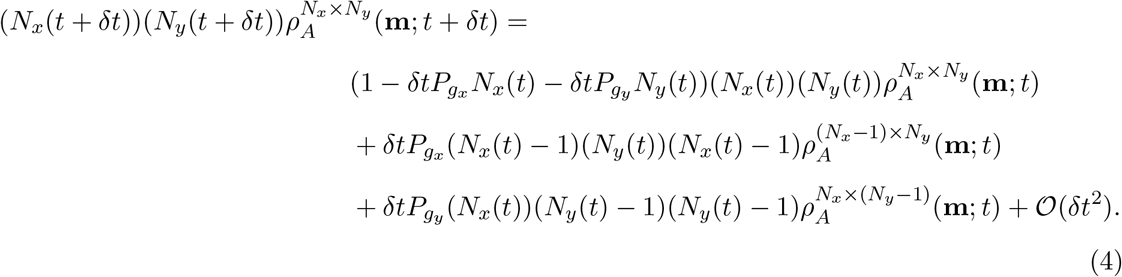 (N_x(t + δt))(N_y(t + δt))ρ_A^{N_x×N_y}(𝐦; t + δt) =
(1 − δtP_{g_x}N_x(t) − δtP_{g_y}N_y(t))(N_x(t))(N_y(t))ρ_A^{N_x×N_y}(𝐦; t)
+ δtP_{g_x}(N_x(t) − 1)(N_y(t))(N_x(t) − 1)ρ_A^{(N_x−1)×N_y}(𝐦; t)
+ δtP_{g_y}(N_x(t))(N_y(t) − 1)(N_y(t) − 1)ρ_A^{N_x×(N_y−1)}(𝐦; t) + 𝒪(δt²).
(4)